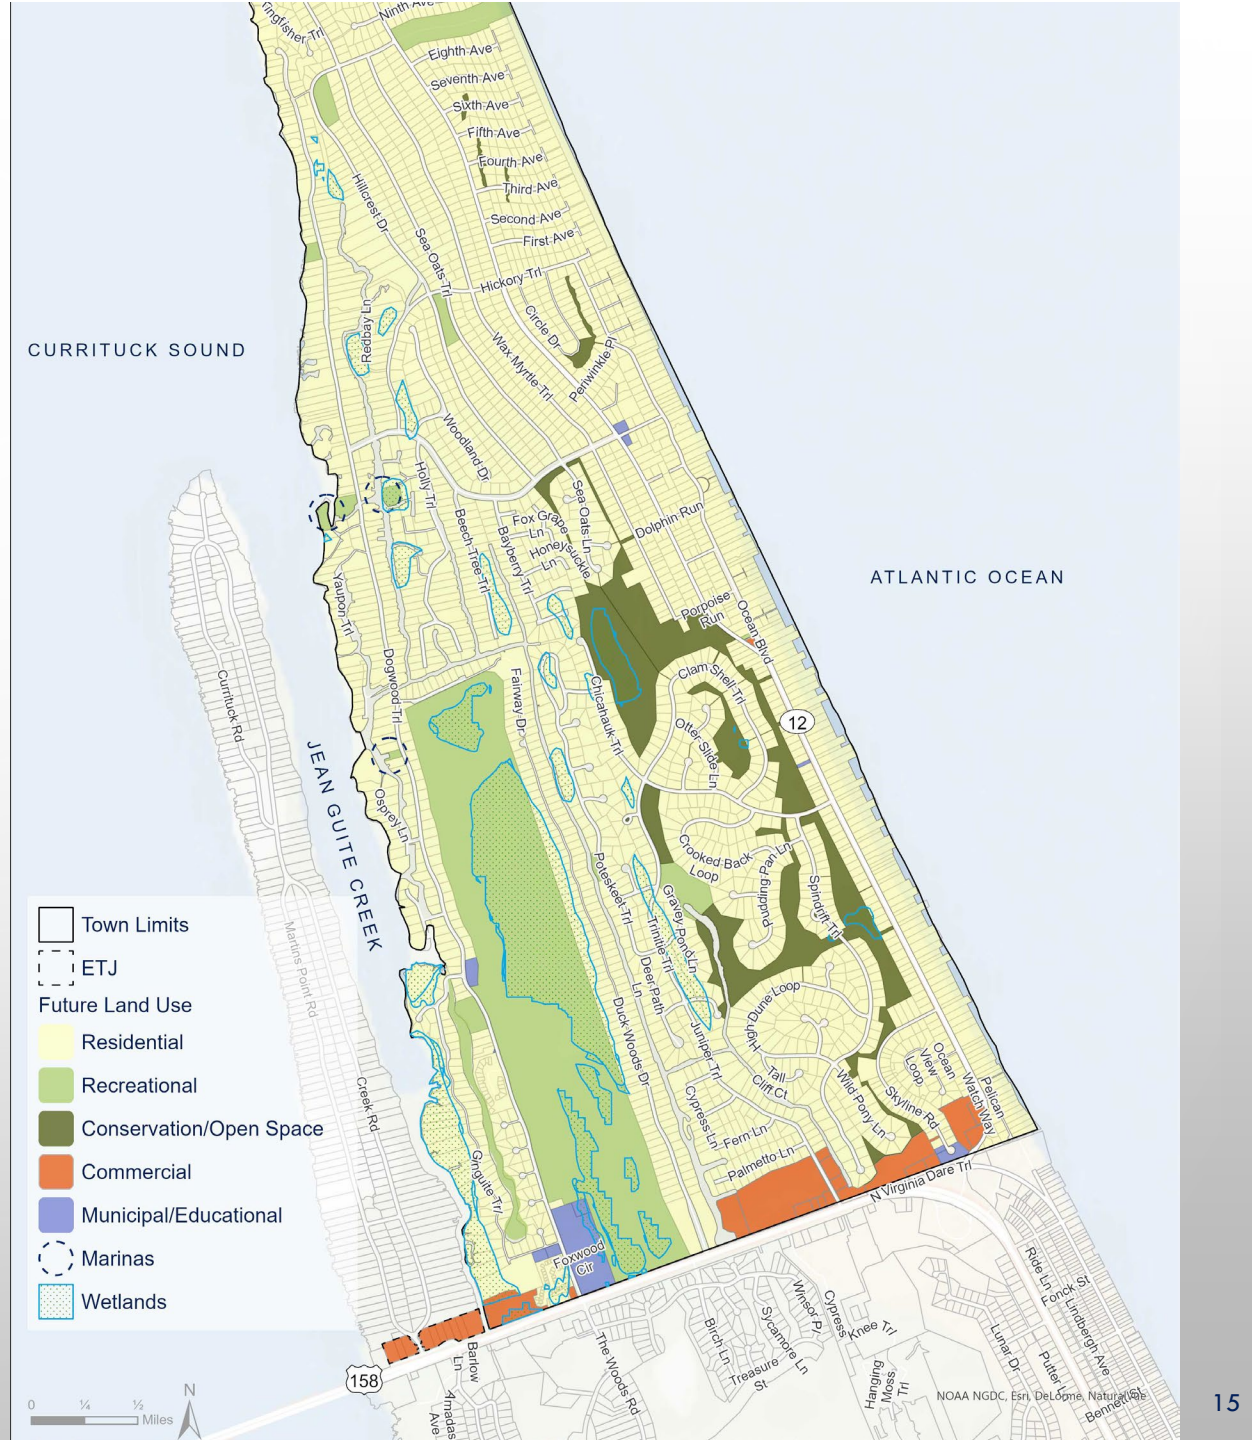 Kingfisher Trl
Ninth Ave
Eighth Ave
Seventh Ave
Sixth Ave
Fifth Ave
Fourth Ave
Third Ave
Second Ave
First Ave
Hillcrest Dr
Sea Oats Trl
Hickory Trl
Circle Dr
Redbay Ln
Wax Myrtle Trl
Periwinkle Pl
CURRITUCK SOUND
Woodland Dr
Holly Trl
Sea Oats Ln
Fox Grape
Ln
Dolphin Run
Beech Tree Trl
Bayberry Trl
Honeysuckle
Ln
ATLANTIC OCEAN
Yaupon Trl
Porpoise
Run
Ocean Blvd
Dogwood Trl
Fairway Dr
Clam Shell Trl
Chicahauk Trl
Otter Slide Ln
12
Currituck Rd
JEAN GUITE CREEK
Osprey Ln
Crooked Back
Loop
Pudding Pan Ln
Poteskeet Trl
Spindrift Trl
Gravey Pond Ln
Trinitie Trl
Deer Path
Ln
Martins Point Rd
High Dune Loop
Duck Woods Dr
Juniper Trl
Ocean
View
Loop
Tall
Cliff Ct
Wild Pony Ln
Skyline Rd
Pelican
Watch Way
Creek Rd
Cypress Ln
Fern Ln
Palmetto Ln
Ginguite Trl
N Virginia Dare Trl
Foxwood
Cir
Town Limits
ETJ
Future Land Use
Residential
Recreational
Conservation/Open Space
Commercial
Municipal/Educational
Marinas
Wetlands
Ride Ln
Fonck St
Lindbergh Ave
Winsor Pl
Cypress
Knee Trl
Birch Ln
Sycamore Ln
Treasure
St
Lunar Dr
Putter Ln
Hanging
Moss
Trl
The Woods Rd
Barlow
Ln
Amadas
Ave
158
Bennett St
0 ¼ ½
Miles
N
NOAA NGDC, Esri, DeLorme, NaturalVue
15